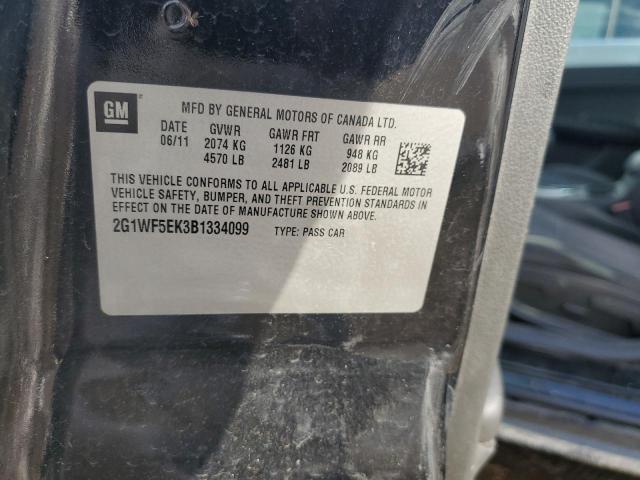 GM
MFD BY GENERAL MOTORS OF CANADA LTD.
DATE GVWR GAWR FRT GAWR RR
06/11 2074 KG 1126 KG 948 KG
4570 LB 2481 LB 2089 LB
THIS VEHICLE CONFORMS TO ALL APPLICABLE U.S. FEDERAL MOTOR
VEHICLE SAFETY, BUMPER, AND THEFT PREVENTION STANDARDS IN
EFFECT ON THE DATE OF MANUFACTURE SHOWN ABOVE.
2G1WF5EK3B1334099 TYPE: PASS CAR